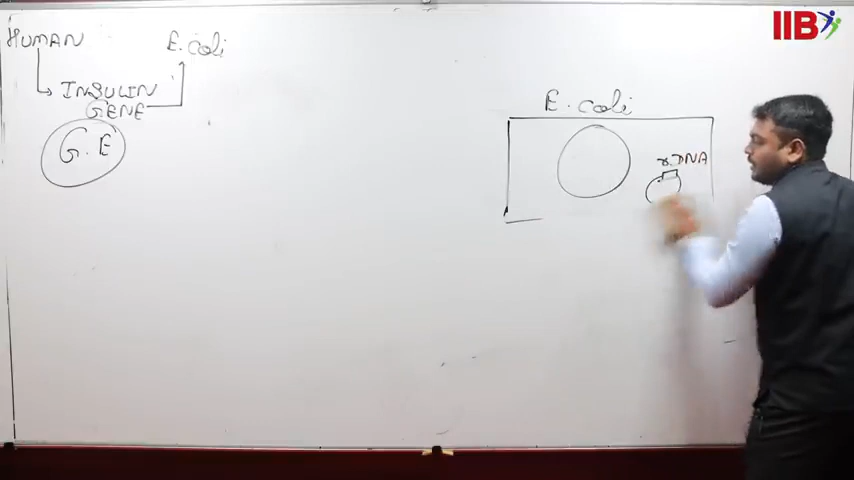 HUMAN
E. coli
INSULIN
GENE
G.E
E. coli
r.DNA
IIB